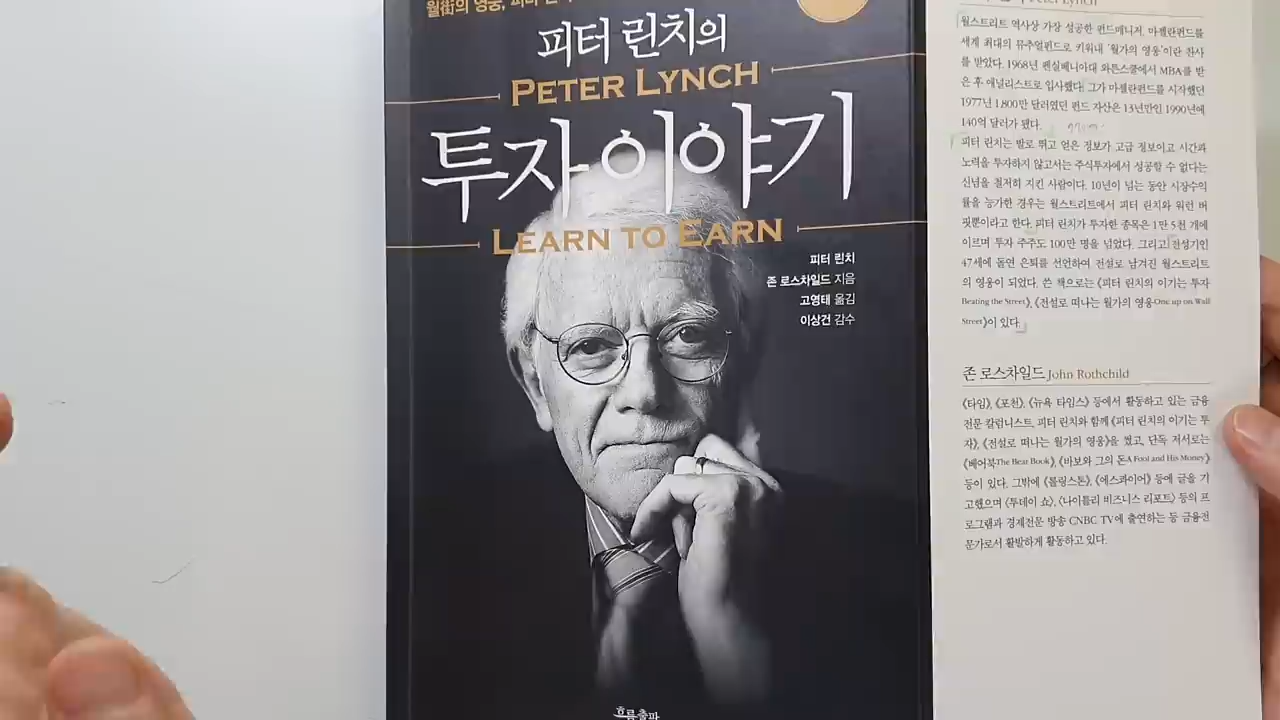 월街의 영웅, 피터
피터 린치의
PETER LYNCH
투자 이야기
LEARN TO EARN
피터 린치
존 로스차일드 지음
고영태 옮김
이상건 감수
흐름출판
Peter Lynch
월스트리트 역사상 가장 성공한 펀드매니저. 마젤란펀드를
세계 최대의 뮤추얼펀드로 키워내 '월가의 영웅'이란 찬사
를 받았다. 1968년 펜실베니아대 와튼스쿨에서 MBA를 받
은 후 애널리스트로 입사했다. 그가 마젤란펀드를 시작했던
1977년 1,800만 달러였던 펀드 자산은 13년만인 1990년에
140억 달러가 됐다.
피터 린치는 발로 뛰고 얻은 정보가 고급 정보이고 시간과
노력을 투자하지 않고서는 주식투자에서 성공할 수 없다는
신념을 철저히 지킨 사람이다. 10년이 넘는 동안 시장수익
률을 능가한 경우는 월스트리트에서 피터 린치와 워런 버
핏뿐이라고 한다. 피터 린치가 투자한 종목은 1만 5천 개에
이르며 투자 주주도 100만 명을 넘었다. 그리고 전성기인
47세에 돌연 은퇴를 선언하여 전설로 남겨진 월스트리트
의 영웅이 되었다. 쓴 책으로는 《피터 린치의 이기는 투자
Beating the Street》, 《전설로 떠나는 월가의 영웅One up on Wall
Street》이 있다.
존 로스차일드 John Rothchild
《타임》, 《포천》, 《뉴욕 타임스》 등에서 활동하고 있는 금융
전문 칼럼니스트. 피터 린치와 함께 《피터 린치의 이기는 투
자》, 《전설로 떠나는 월가의 영웅》을 썼고, 단독 저서로는
《베어북The Bear Book》, 《바보와 그의 돈A Fool and His Money》
등이 있다. 그밖에 《롤링스톤》, 《에스콰이어》 등에 글을 기
고했으며 〈투데이 쇼〉, 〈나이틀리 비즈니스 리포트〉 등의 프
로그램과 경제전문 방송 CNBC TV에 출연하는 등 금융전
문가로서 활발하게 활동하고 있다.